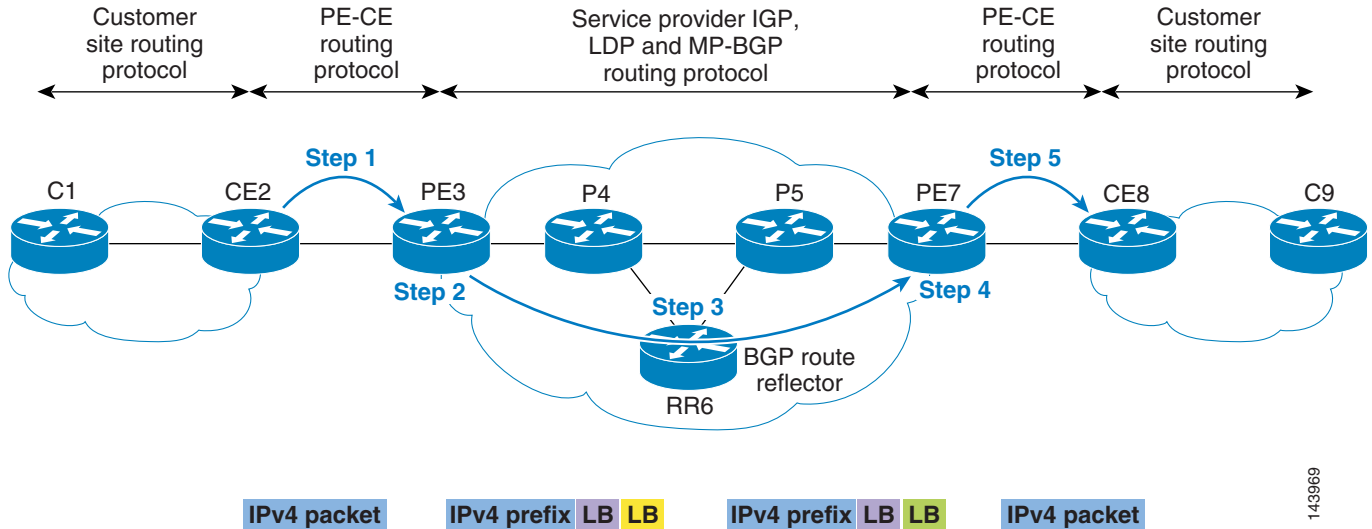 Customer
site routing
protocol
PE-CE
routing
protocol
Service provider IGP,
LDP and MP-BGP
routing protocol
PE-CE
routing
protocol
Customer
site routing
protocol
Step 1
Step 5
C1
CE2
PE3
P4
P5
PE7
CE8
C9
Step 2
Step 3
Step 4
BGP route
reflector
RR6
IPv4 packet
IPv4 prefix LB LB
IPv4 prefix LB LB
IPv4 packet
143969